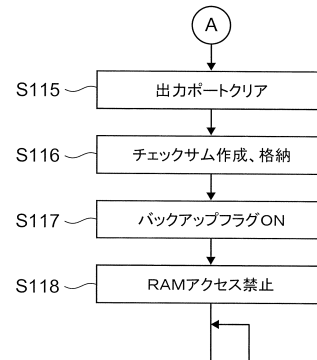 A
S115 出力ポートクリア
S116 チェックサム作成、格納
S117 バックアップフラグON
S118 RAMアクセス禁止